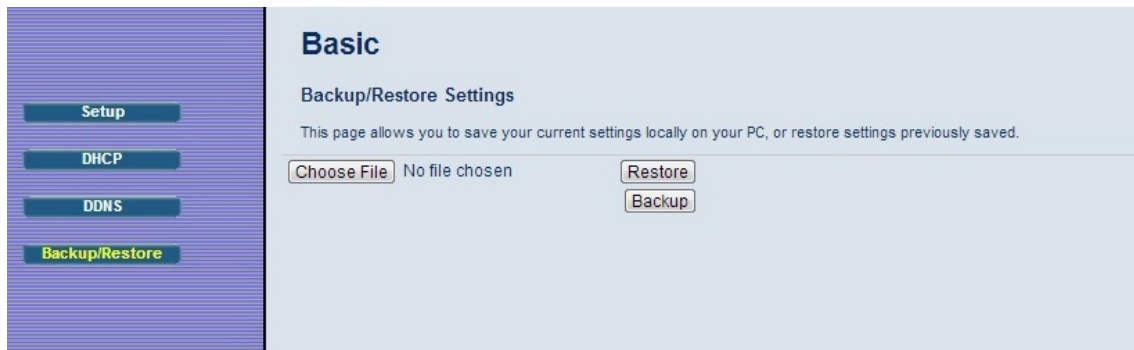 Setup
DHCP
DDNS
Backup/Restore
Basic
Backup/Restore Settings
This page allows you to save your current settings locally on your PC, or restore settings previously saved.
Choose File No file chosen Restore
Backup